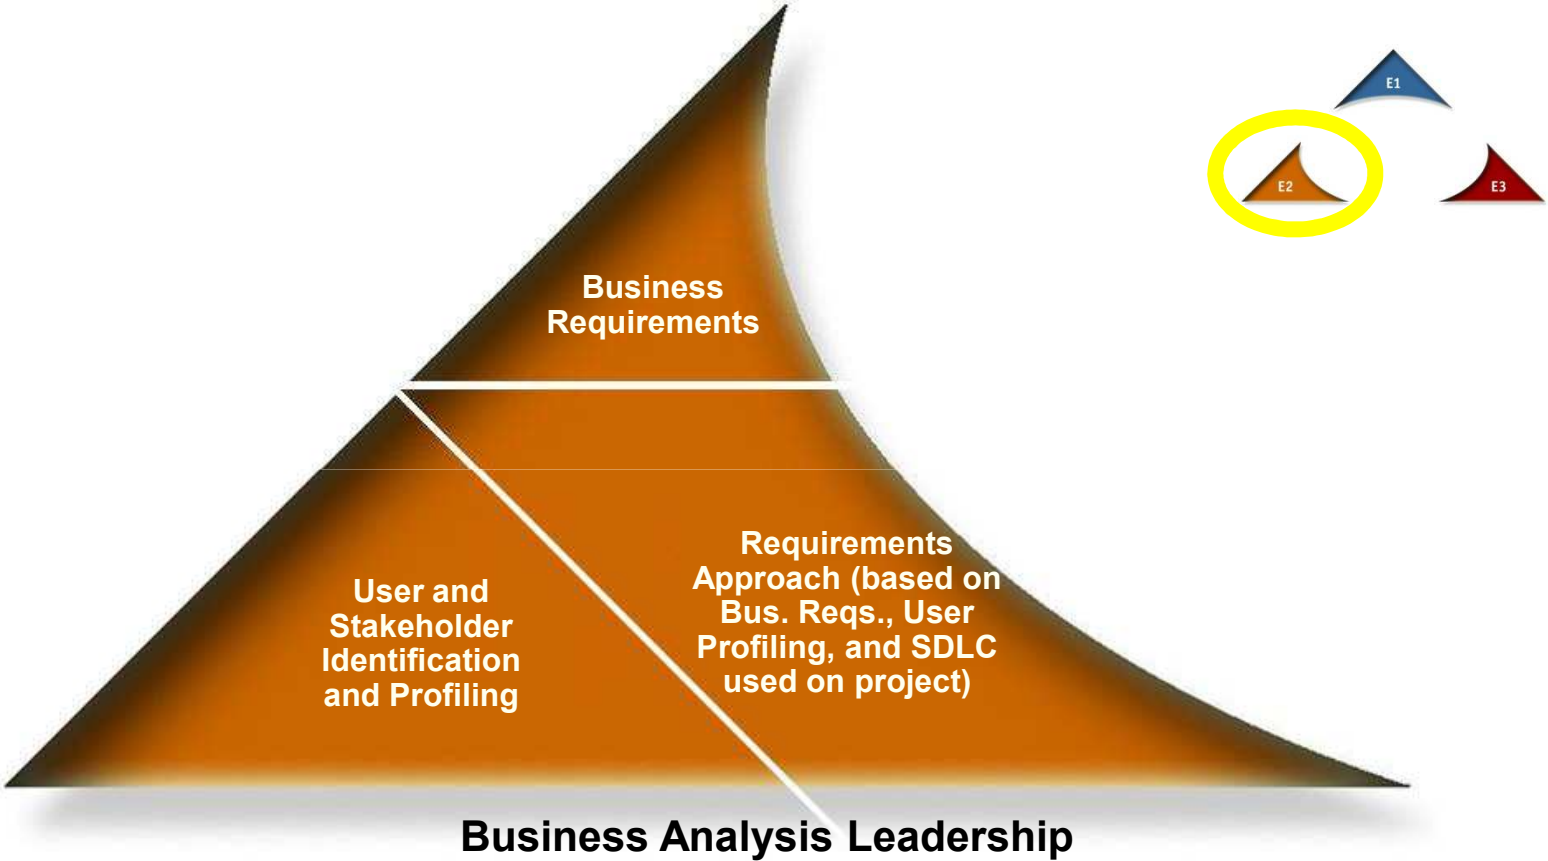 E1
E2
E3
Business
Requirements
Requirements
Approach (based on
Bus. Reqs., User
Profiling, and SDLC
used on project)
User and
Stakeholder
Identification
and Profiling
Business Analysis Leadership